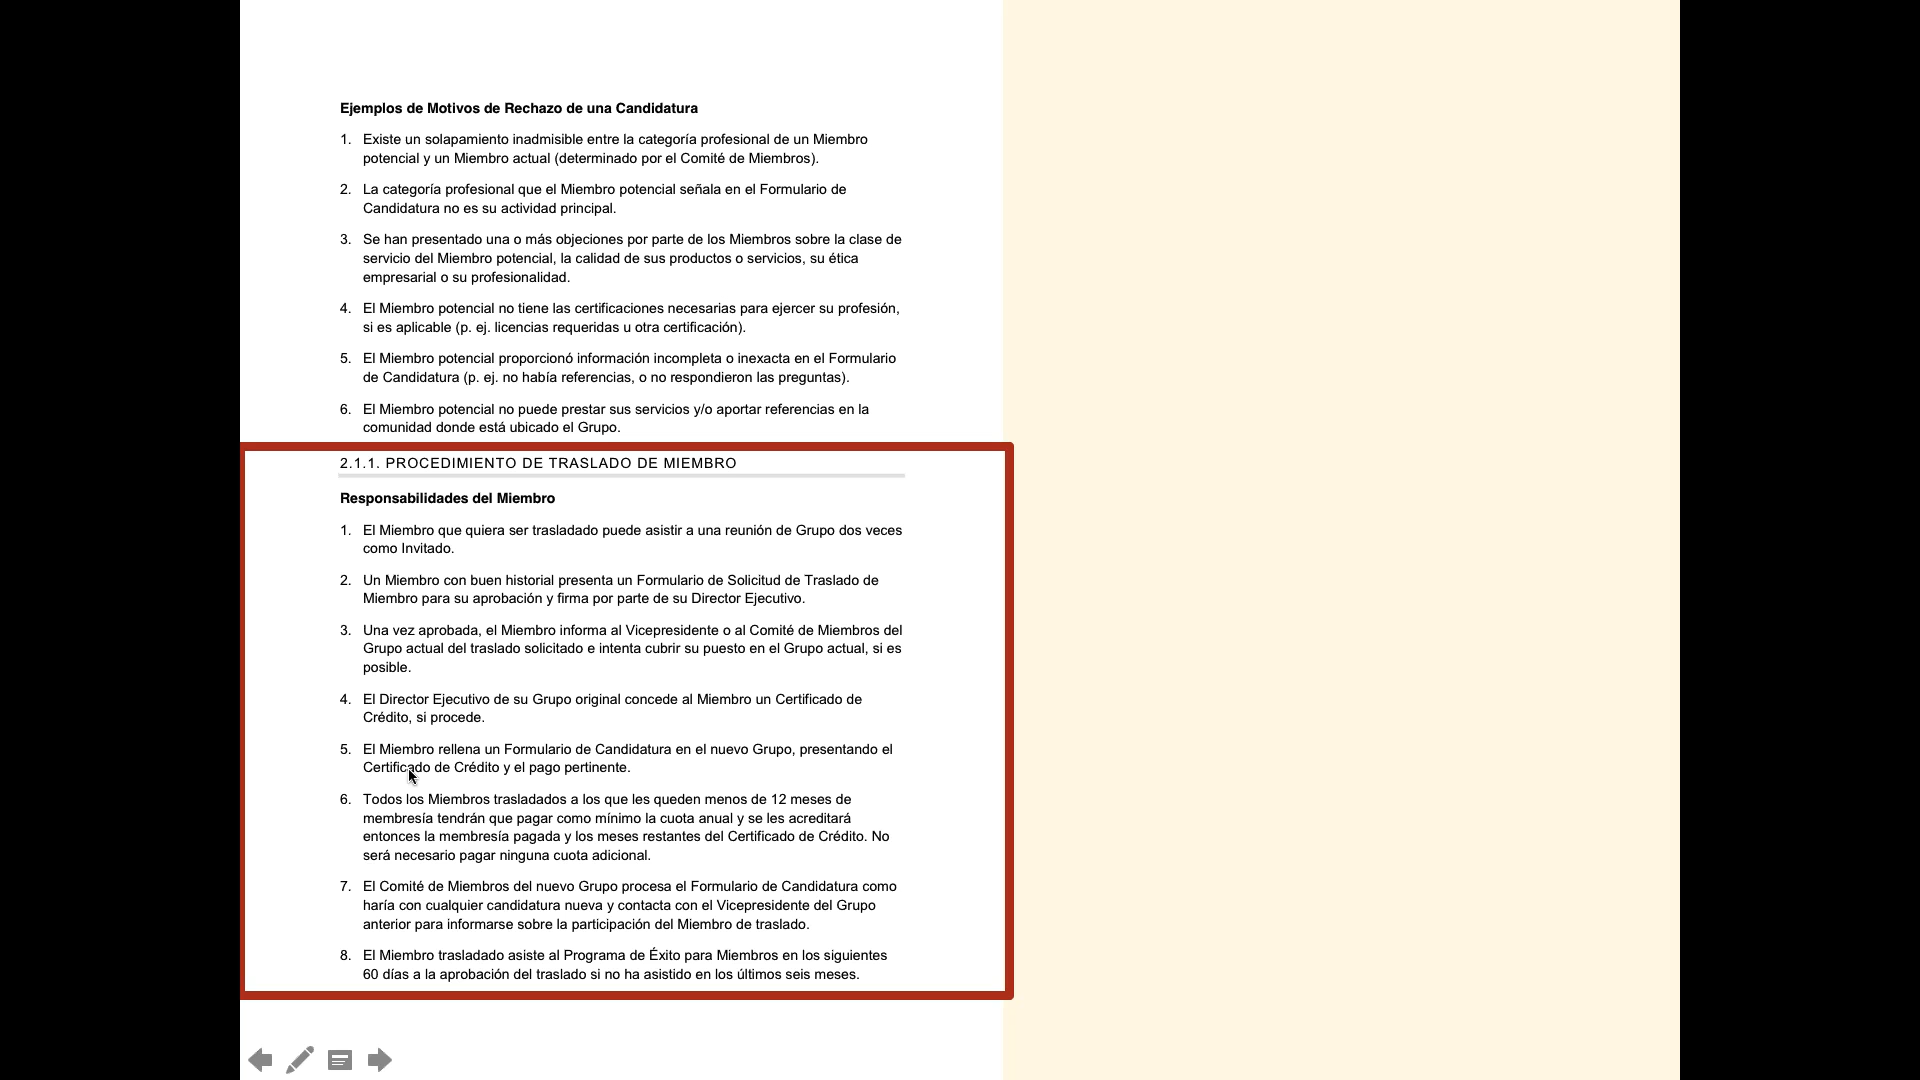 Ejemplos de Motivos de Rechazo de una Candidatura
1. Existe un solapamiento inadmisible entre la categoría profesional de un Miembro
potencial y un Miembro actual (determinado por el Comité de Miembros).
2. La categoría profesional que el Miembro potencial señala en el Formulario de
Candidatura no es su actividad principal.
3. Se han presentado una o más objeciones por parte de los Miembros sobre la clase de
servicio del Miembro potencial, la calidad de sus productos o servicios, su ética
empresarial o su profesionalidad.
4. El Miembro potencial no tiene las certificaciones necesarias para ejercer su profesión,
si es aplicable (p. ej. licencias requeridas u otra certificación).
5. El Miembro potencial proporcionó información incompleta o inexacta en el Formulario
de Candidatura (p. ej. no había referencias, o no respondieron las preguntas).
6. El Miembro potencial no puede prestar sus servicios y/o aportar referencias en la
comunidad donde está ubicado el Grupo.
2.1.1. PROCEDIMIENTO DE TRASLADO DE MIEMBRO
Responsabilidades del Miembro
1. El Miembro que quiera ser trasladado puede asistir a una reunión de Grupo dos veces
como Invitado.
2. Un Miembro con buen historial presenta un Formulario de Solicitud de Traslado de
Miembro para su aprobación y firma por parte de su Director Ejecutivo.
3. Una vez aprobada, el Miembro informa al Vicepresidente o al Comité de Miembros del
Grupo actual del traslado solicitado e intenta cubrir su puesto en el Grupo actual, si es
posible.
4. El Director Ejecutivo de su Grupo original concede al Miembro un Certificado de
Crédito, si procede.
5. El Miembro rellena un Formulario de Candidatura en el nuevo Grupo, presentando el
Certificado de Crédito y el pago pertinente.
6. Todos los Miembros trasladados a los que les queden menos de 12 meses de
membresía tendrán que pagar como mínimo la cuota anual y se les acreditará
entonces la membresía pagada y los meses restantes del Certificado de Crédito. No
será necesario pagar ninguna cuota adicional.
7. El Comité de Miembros del nuevo Grupo procesa el Formulario de Candidatura como
haría con cualquier candidatura nueva y contacta con el Vicepresidente del Grupo
anterior para informarse sobre la participación del Miembro de traslado.
8. El Miembro trasladado asiste al Programa de Éxito para Miembros en los siguientes
60 días a la aprobación del traslado si no ha asistido en los últimos seis meses.